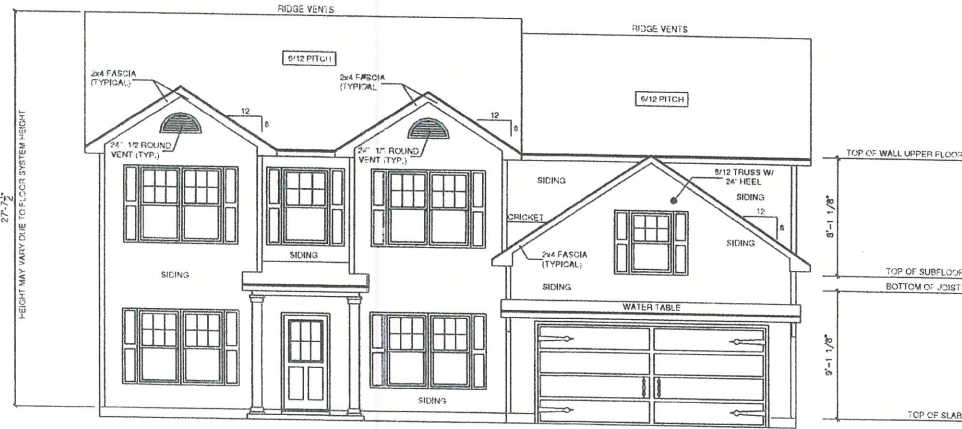 RIDGE VENTS
RIDGE VENTS
6/12 PITCH
2x4 FASCIA
(TYPICAL)
2x4 FASCIA
(TYPICAL
6/12 PITCH
12
8
12
8
24" 1/2 ROUND
VENT (TYP.)
24" 1/2 ROUND
VENT (TYP.)
HEIGHT MAY VARY DUE TO FLOOR SYSTEM HEIGHT
27'-7 1/2"
TOP OF WALL UPPER FLOOR
SIDING
8/12 TRUSS W/
24" HEEL
SIDING
12
8
CRICKET
SIDING
8'-1 1/8"
SIDING
2x4 FASCIA
(TYPICAL)
SIDING
SIDING
TOP OF SUBFLOOR
BOTTOM OF JOIST
WATER TABLE
9'-1 1/8"
SIDING
TOP OF SLAB